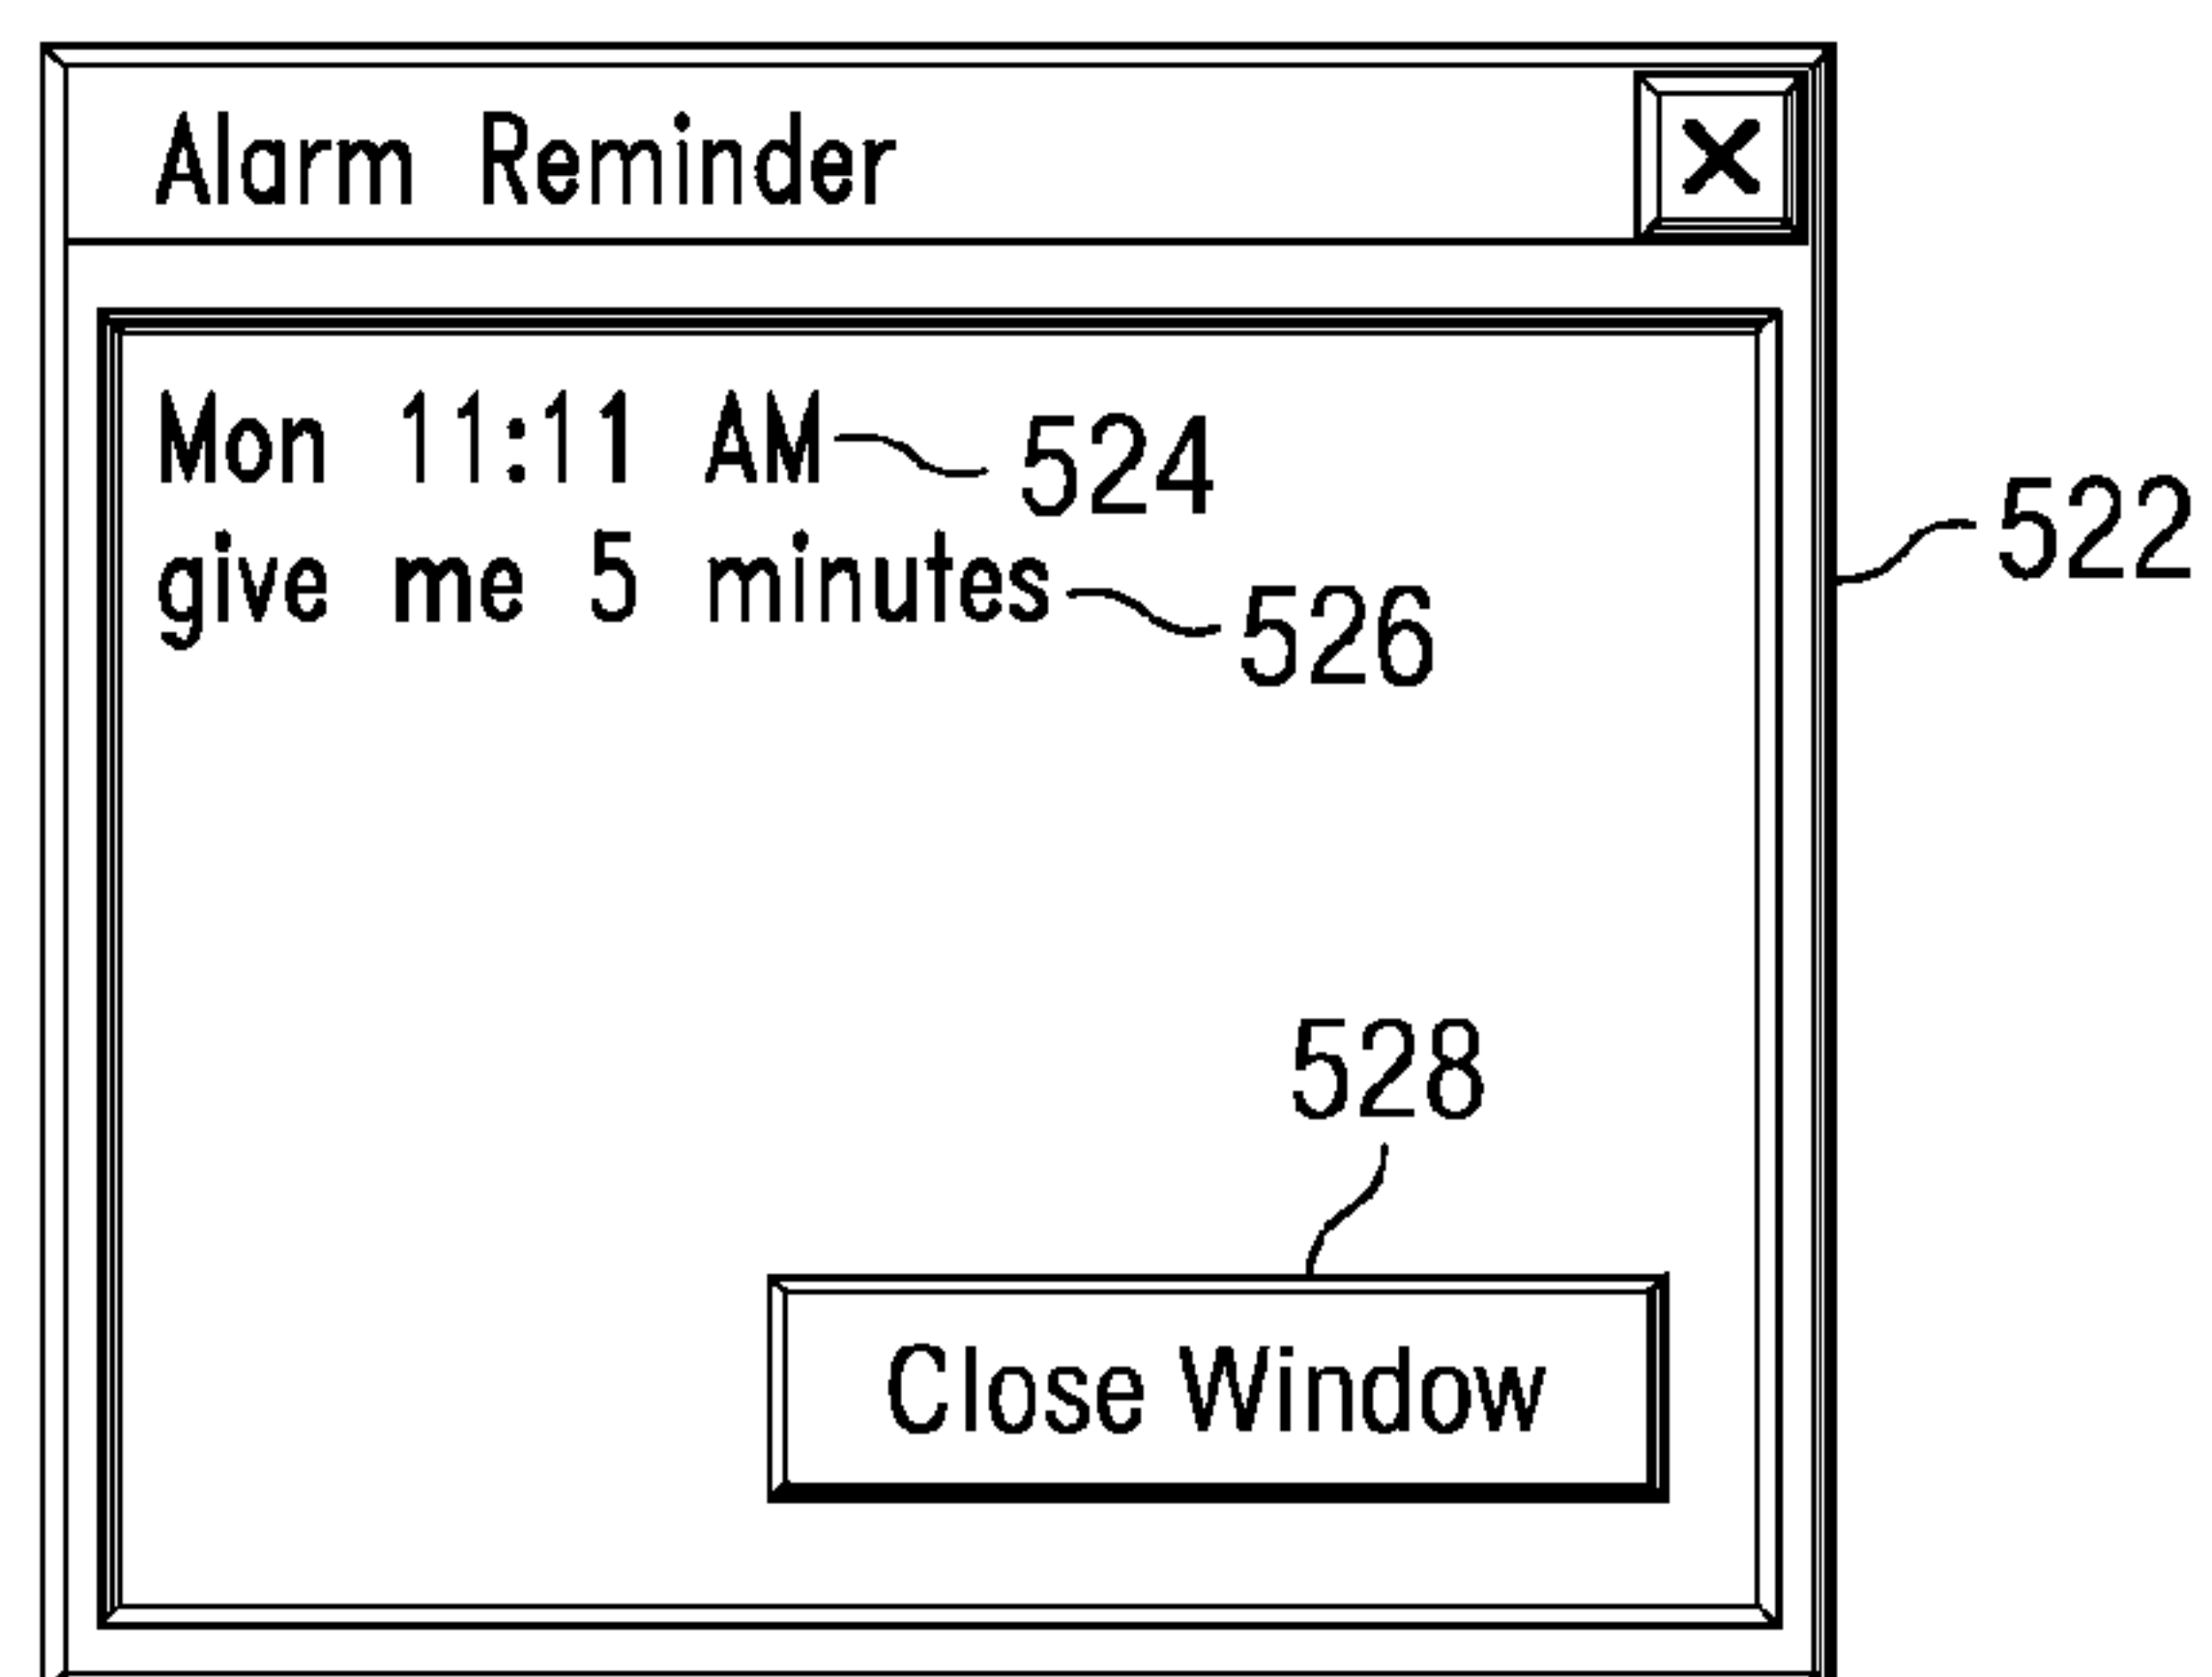 Alarm Reminder ×
Mon 11:11 AM 524
522
give me 5 minutes 526
528
Close Window